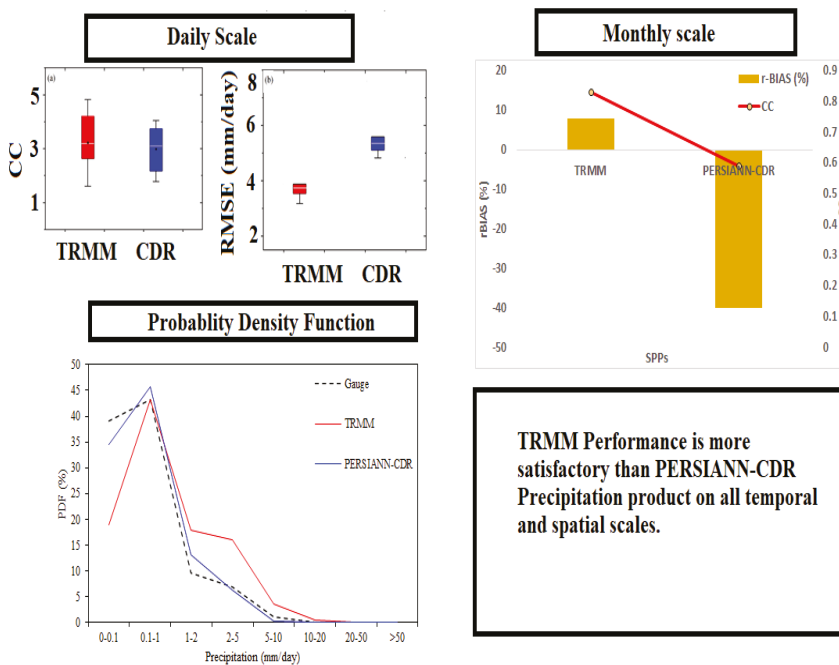 Daily Scale
(a)
CC
5
3
1
TRMM
CDR
(b)
RMSE (mm/day)
8
6
4
2
TRMM
CDR
Monthly scale
r-BIAS (%)
CC
rBIAS (%)
20
10
0
-10
-20
-30
-40
-50
TRMM
PERSIANN-CDR
SPPs
0.9
0.8
0.7
0.6
0.5
0.4
0.3
0.2
0.1
0
Probablity Density Function
Gauge
TRMM
PERSIANN-CDR
PDF (%)
50
45
40
35
30
25
20
15
10
5
0
0-0.1 0.1-1 1-2 2-5 5-10 10-20 20-50 >50
Precipitation (mm/day)
TRMM Performance is more
satisfactory than PERSIANN-CDR
Precipitation product on all temporal
and spatial scales.